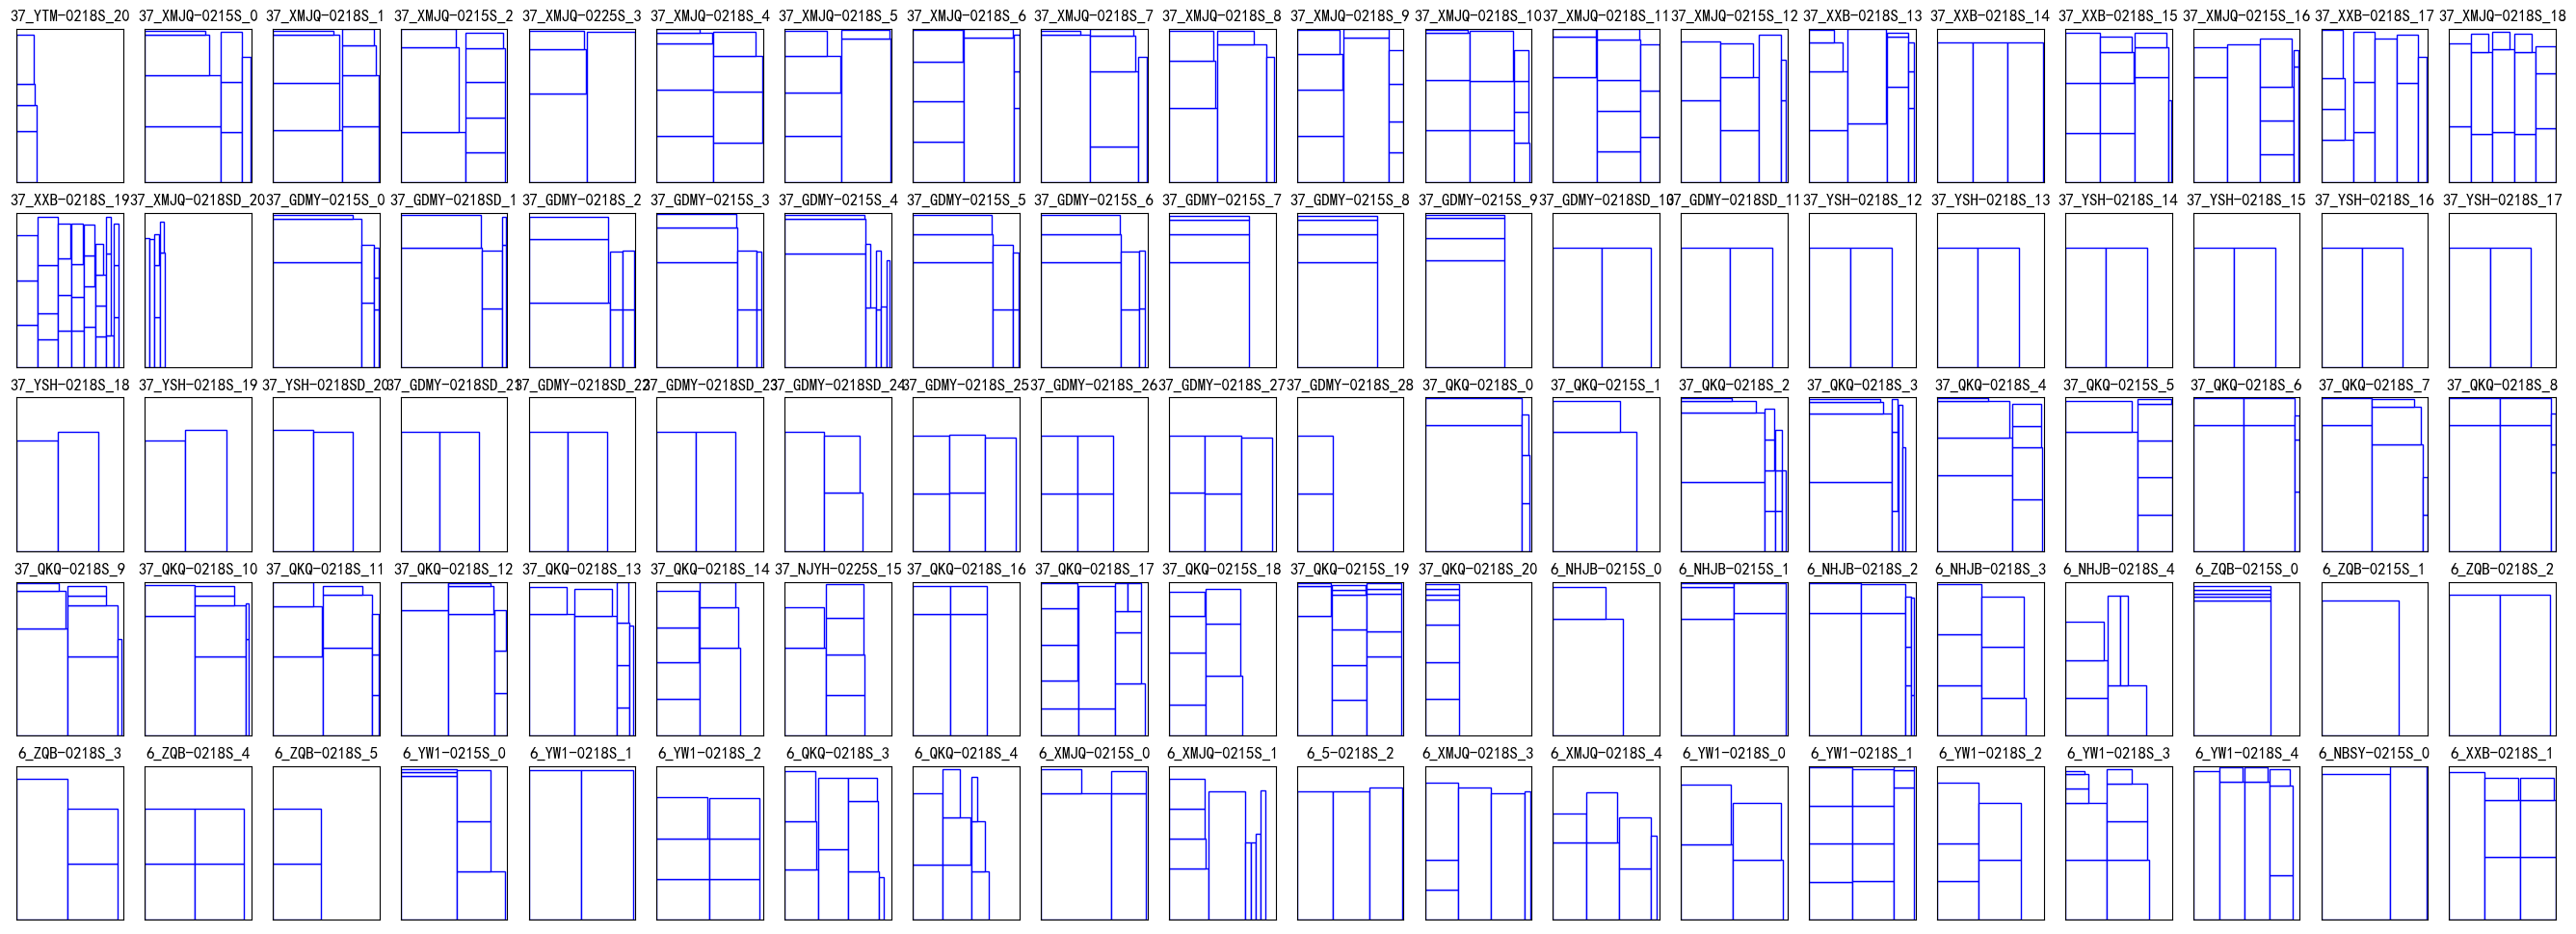 37_YTM-0218S_20 37_XMJQ-0215S_0 37_XMJQ-0218S_1 37_XMJQ-0215S_2 37_XMJQ-0225S_3 37_XMJQ-0218S_4 37_XMJQ-0218S_5 37_XMJQ-0218S_6 37_XMJQ-0218S_7 37_XMJQ-0218S_8 37_XMJQ-0218S_9 37_XMJQ-0218S_10 37_XMJQ-0218S_11 37_XMJQ-0215S_12 37_XXB-0218S_13 37_XXB-0218S_14 37_XXB-0218S_15 37_XMJQ-0215S_16 37_XXB-0218S_17 37_XMJQ-0218S_18
37_XXB-0218S_19 37_XMJQ-0218SD_20 37_GDMY-0215S_0 37_GDMY-0218SD_1 37_GDMY-0218S_2 37_GDMY-0215S_3 37_GDMY-0215S_4 37_GDMY-0215S_5 37_GDMY-0215S_6 37_GDMY-0215S_7 37_GDMY-0215S_8 37_GDMY-0215S_9 37_GDMY-0218SD_10 37_GDMY-0218SD_11 37_YSH-0218S_12 37_YSH-0218S_13 37_YSH-0218S_14 37_YSH-0218S_15 37_YSH-0218S_16 37_YSH-0218S_17
37_YSH-0218S_18 37_YSH-0218S_19 37_YSH-0218SD_20 37_GDMY-0218SD_21 37_GDMY-0218SD_22 37_GDMY-0218SD_23 37_GDMY-0218SD_24 37_GDMY-0218S_25 37_GDMY-0218S_26 37_GDMY-0218S_27 37_GDMY-0218S_28 37_QKQ-0218S_0 37_QKQ-0215S_1 37_QKQ-0218S_2 37_QKQ-0218S_3 37_QKQ-0218S_4 37_QKQ-0215S_5 37_QKQ-0218S_6 37_QKQ-0218S_7 37_QKQ-0218S_8
37_QKQ-0218S_9 37_QKQ-0218S_10 37_QKQ-0218S_11 37_QKQ-0218S_12 37_QKQ-0218S_13 37_QKQ-0218S_14 37_NJYH-0225S_15 37_QKQ-0218S_16 37_QKQ-0218S_17 37_QKQ-0215S_18 37_QKQ-0215S_19 37_QKQ-0218S_20 6_NHJB-0215S_0 6_NHJB-0215S_1 6_NHJB-0218S_2 6_NHJB-0218S_3 6_NHJB-0218S_4 6_ZQB-0215S_0 6_ZQB-0215S_1 6_ZQB-0218S_2
6_ZQB-0218S_3 6_ZQB-0218S_4 6_ZQB-0218S_5 6_YW1-0215S_0 6_YW1-0218S_1 6_YW1-0218S_2 6_QKQ-0218S_3 6_QKQ-0218S_4 6_XMJQ-0215S_0 6_XMJQ-0215S_1 6_5-0218S_2 6_XMJQ-0218S_3 6_XMJQ-0218S_4 6_YW1-0218S_0 6_YW1-0218S_1 6_YW1-0218S_2 6_YW1-0218S_3 6_YW1-0218S_4 6_NBSY-0215S_0 6_XXB-0218S_1